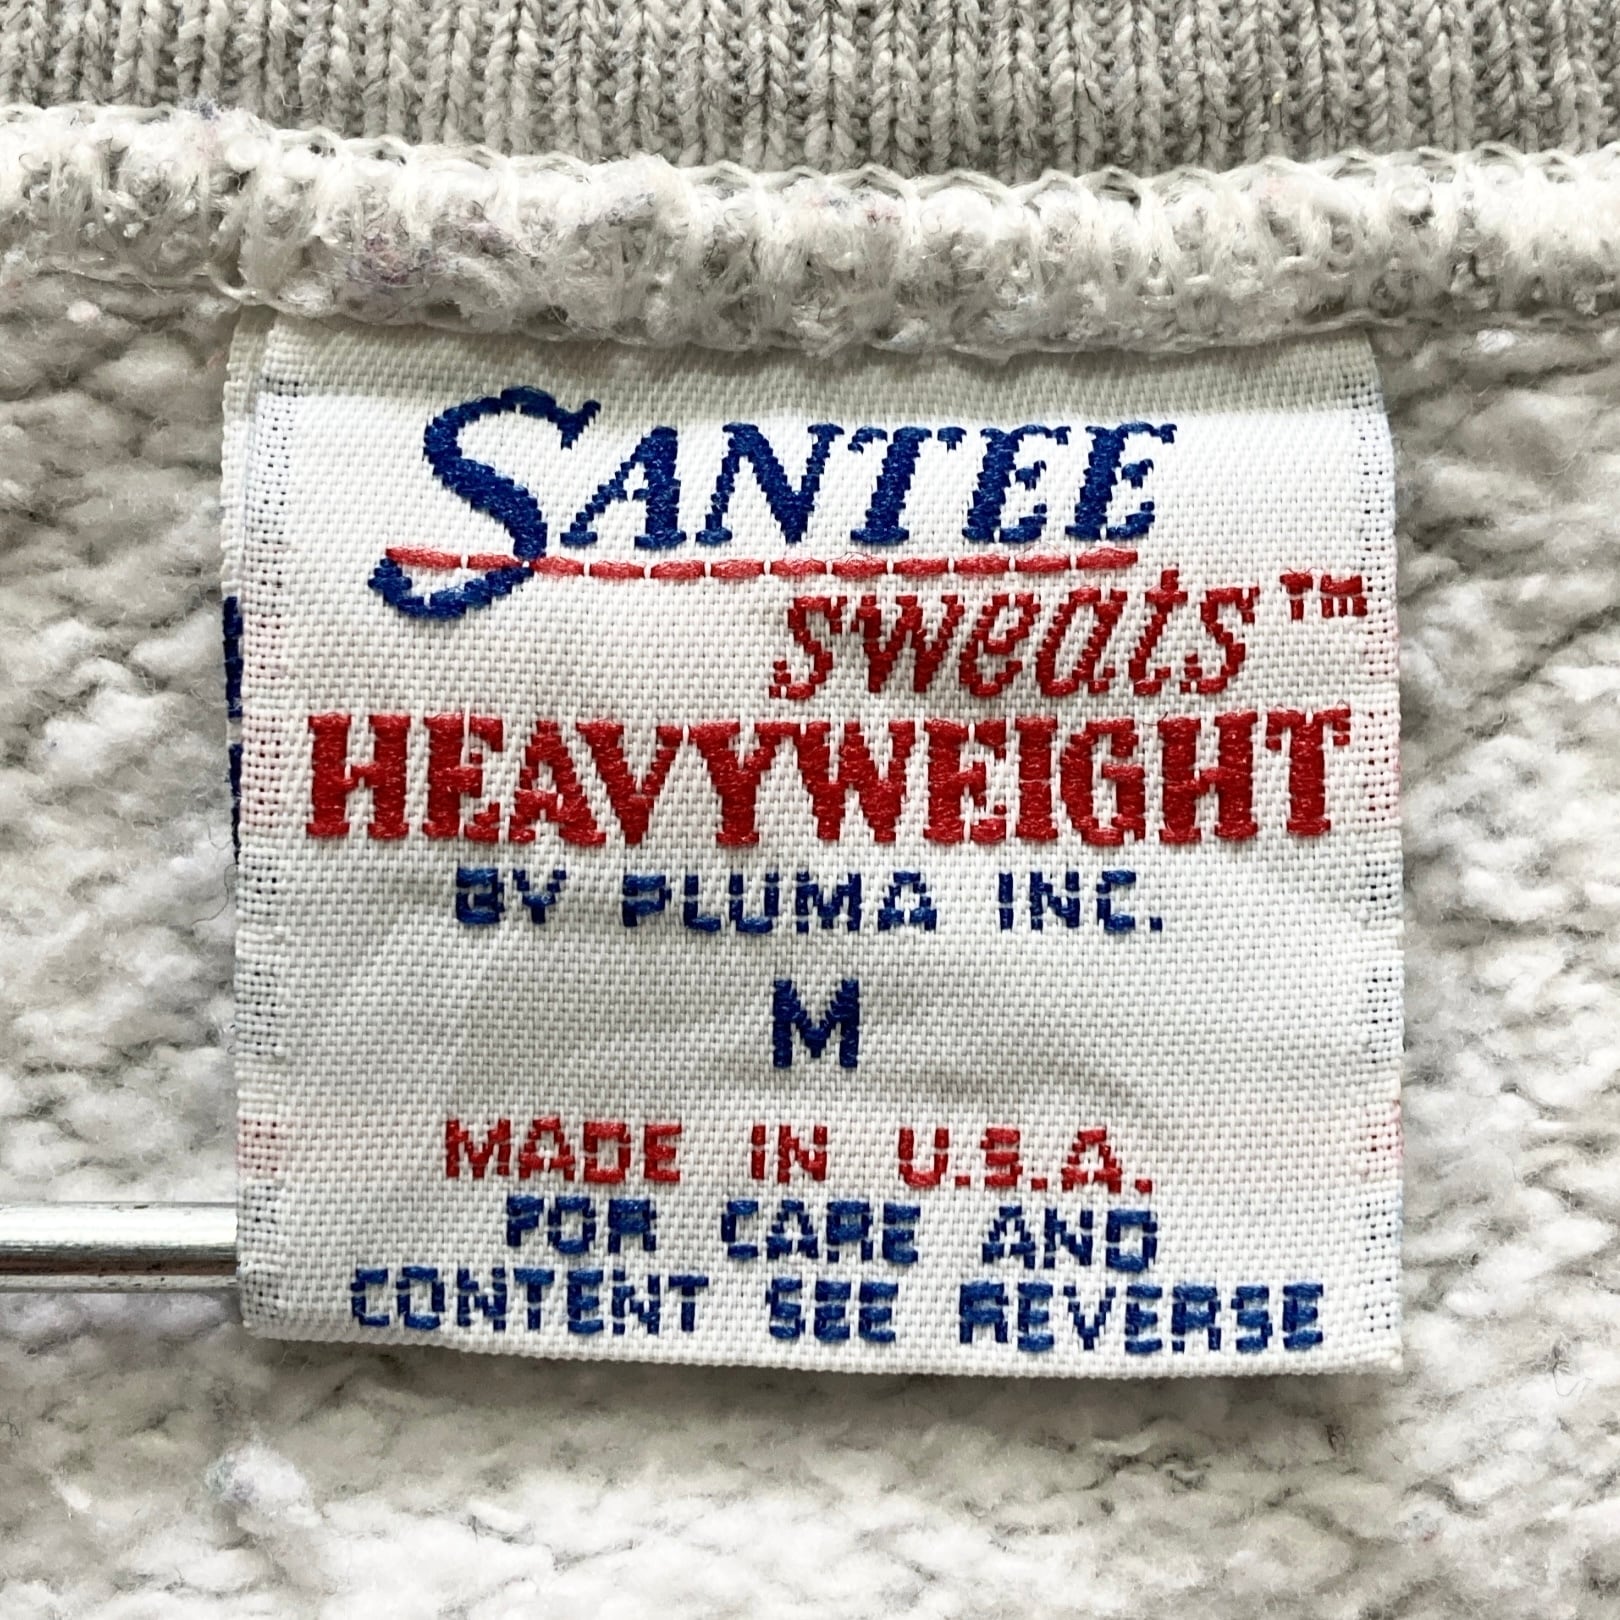 SANTEE
sweats™
HEAVYWEIGHT
BY PLUMA INC.
M
MADE IN U.S.A.
FOR CARE AND
CONTENT SEE REVERSE